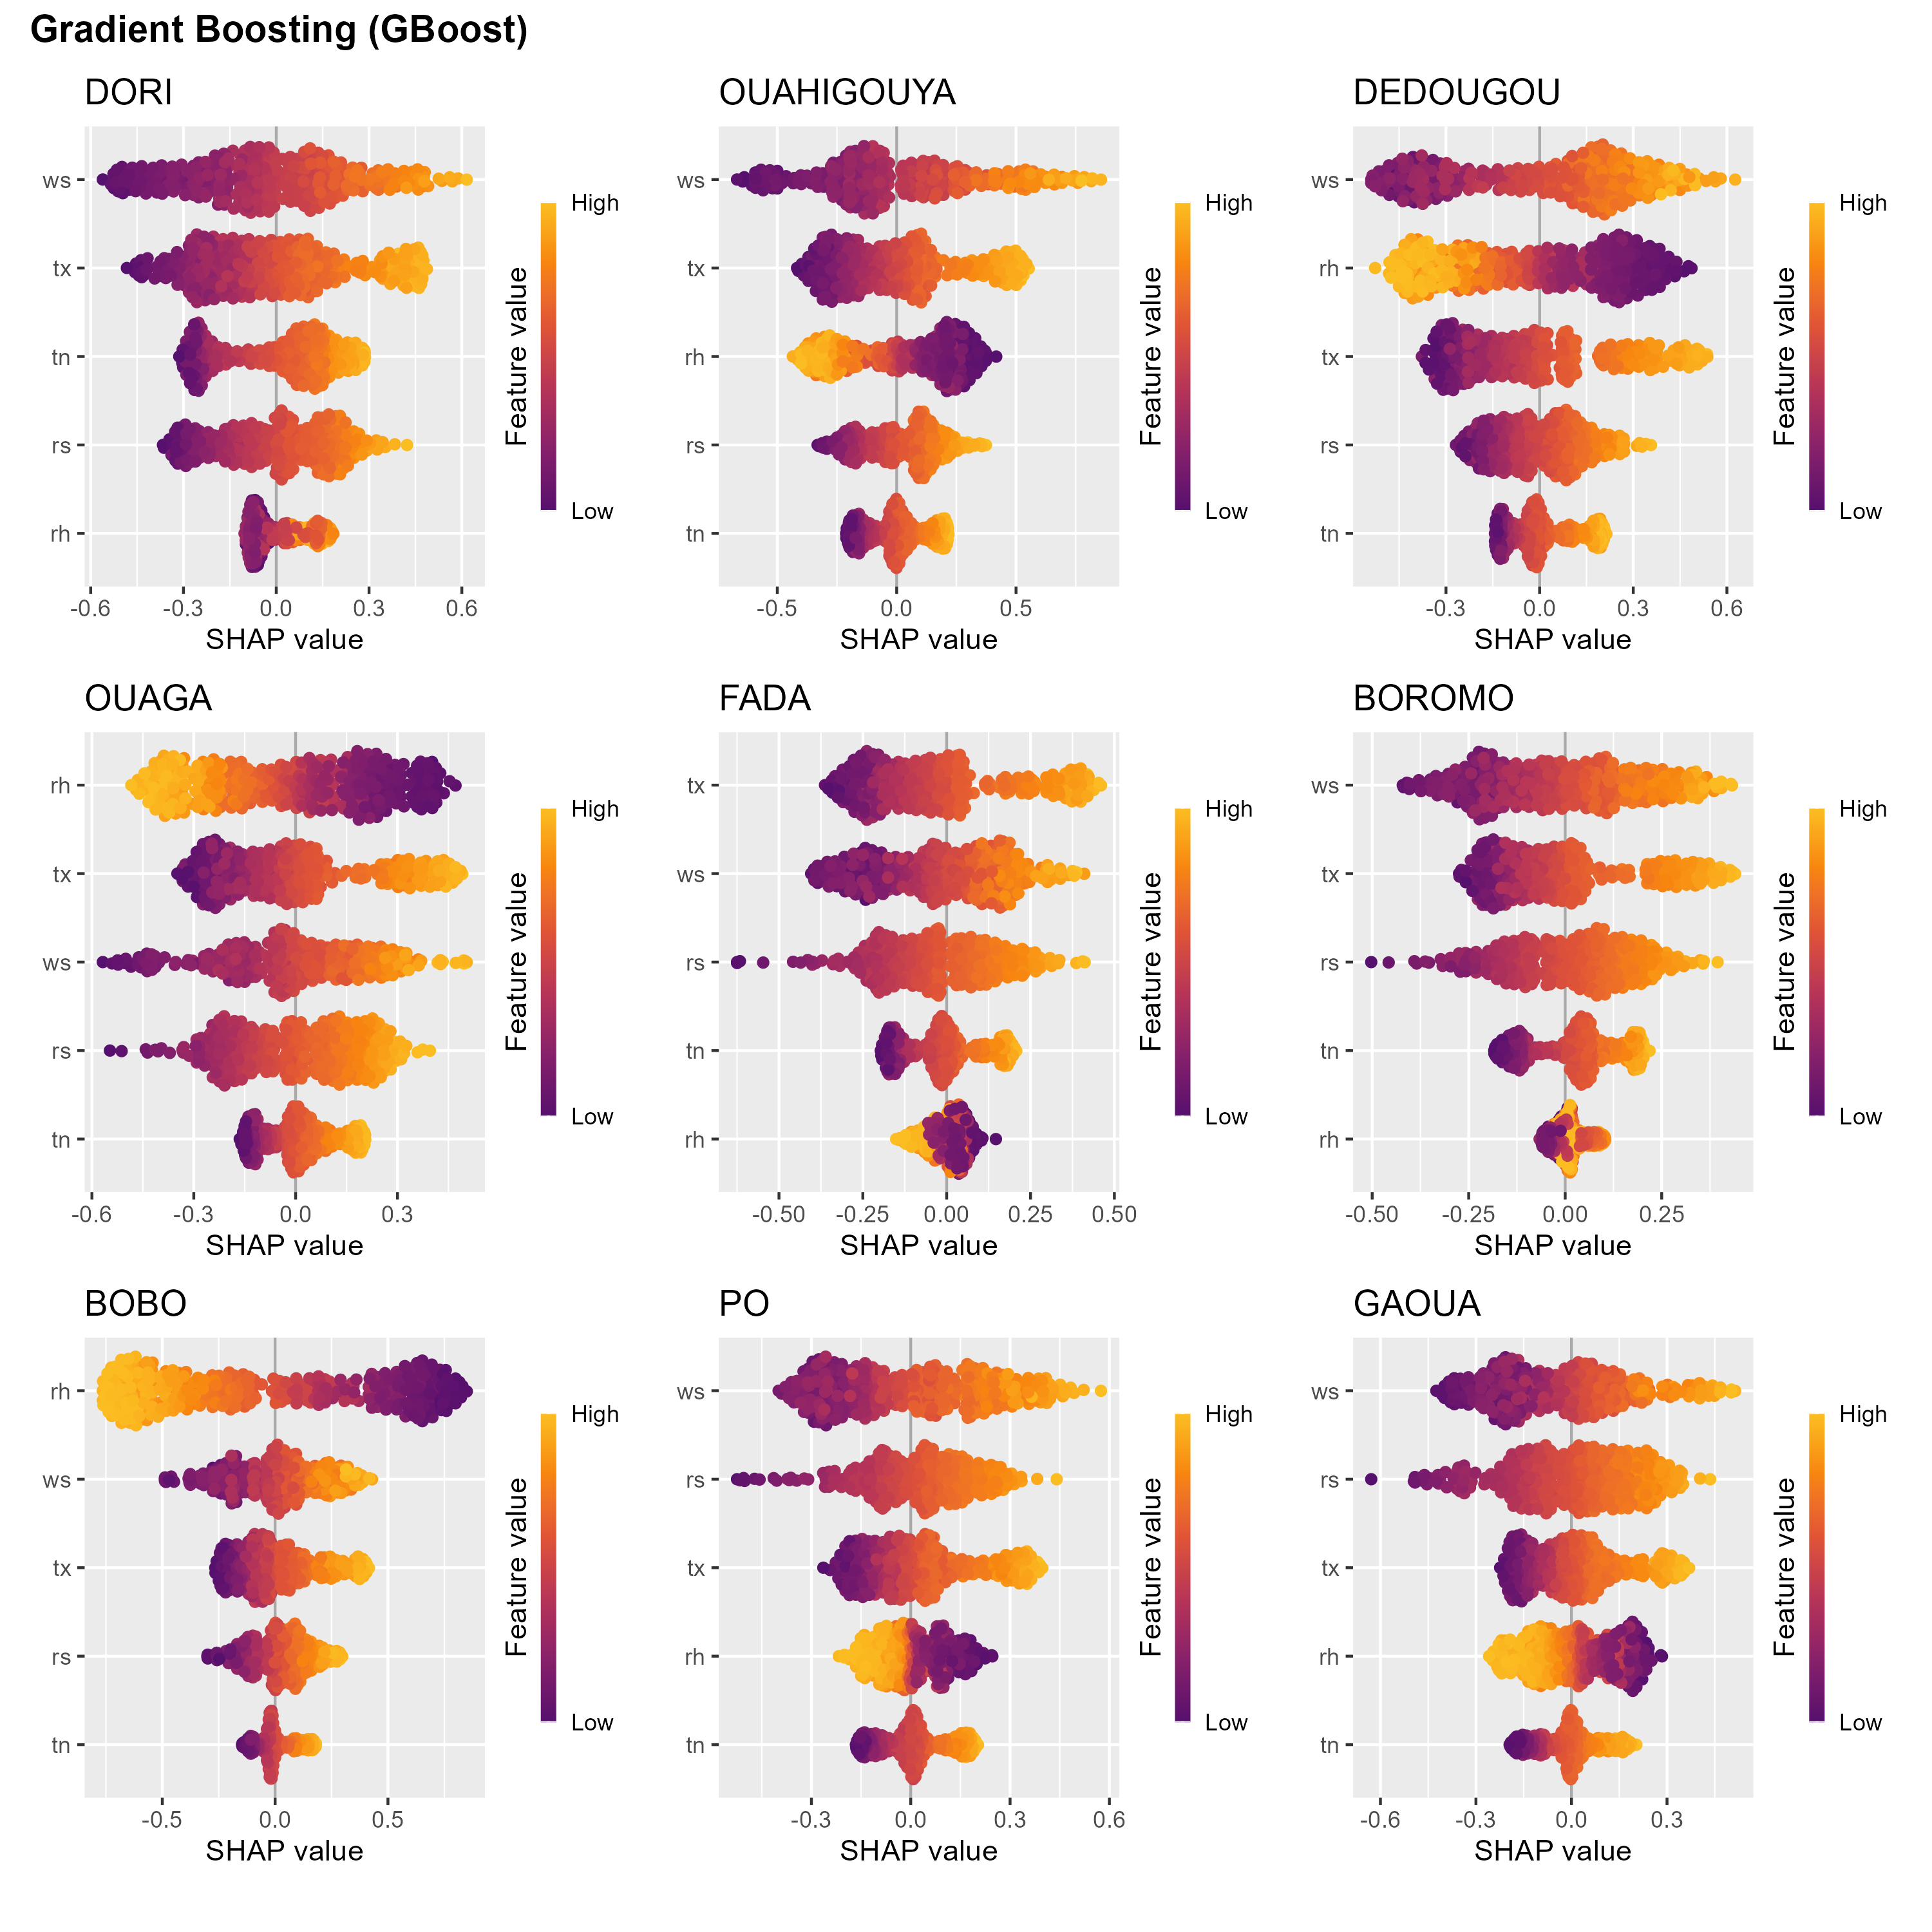 Gradient Boosting (GBoost)
DORI
ws
tx
tn
rs
rh
-0.6 -0.3 0.0 0.3 0.6
SHAP value
High
Feature value
Low
OUAHIGOUYA
ws
tx
rh
rs
tn
-0.5 0.0 0.5
SHAP value
High
Feature value
Low
DEDOUGOU
ws
rh
tx
rs
tn
-0.3 0.0 0.3 0.6
SHAP value
High
Feature value
Low
OUAGA
rh
tx
ws
rs
tn
-0.6 -0.3 0.0 0.3
SHAP value
High
Feature value
Low
FADA
tx
ws
rs
tn
rh
-0.50 -0.25 0.00 0.25 0.50
SHAP value
High
Feature value
Low
BOROMO
ws
tx
rs
tn
rh
-0.50 -0.25 0.00 0.25
SHAP value
High
Feature value
Low
BOBO
rh
ws
tx
rs
tn
-0.5 0.0 0.5
SHAP value
High
Feature value
Low
PO
ws
rs
tx
rh
tn
-0.3 0.0 0.3 0.6
SHAP value
High
Feature value
Low
GAOUA
ws
rs
tx
rh
tn
-0.6 -0.3 0.0 0.3
SHAP value
High
Feature value
Low